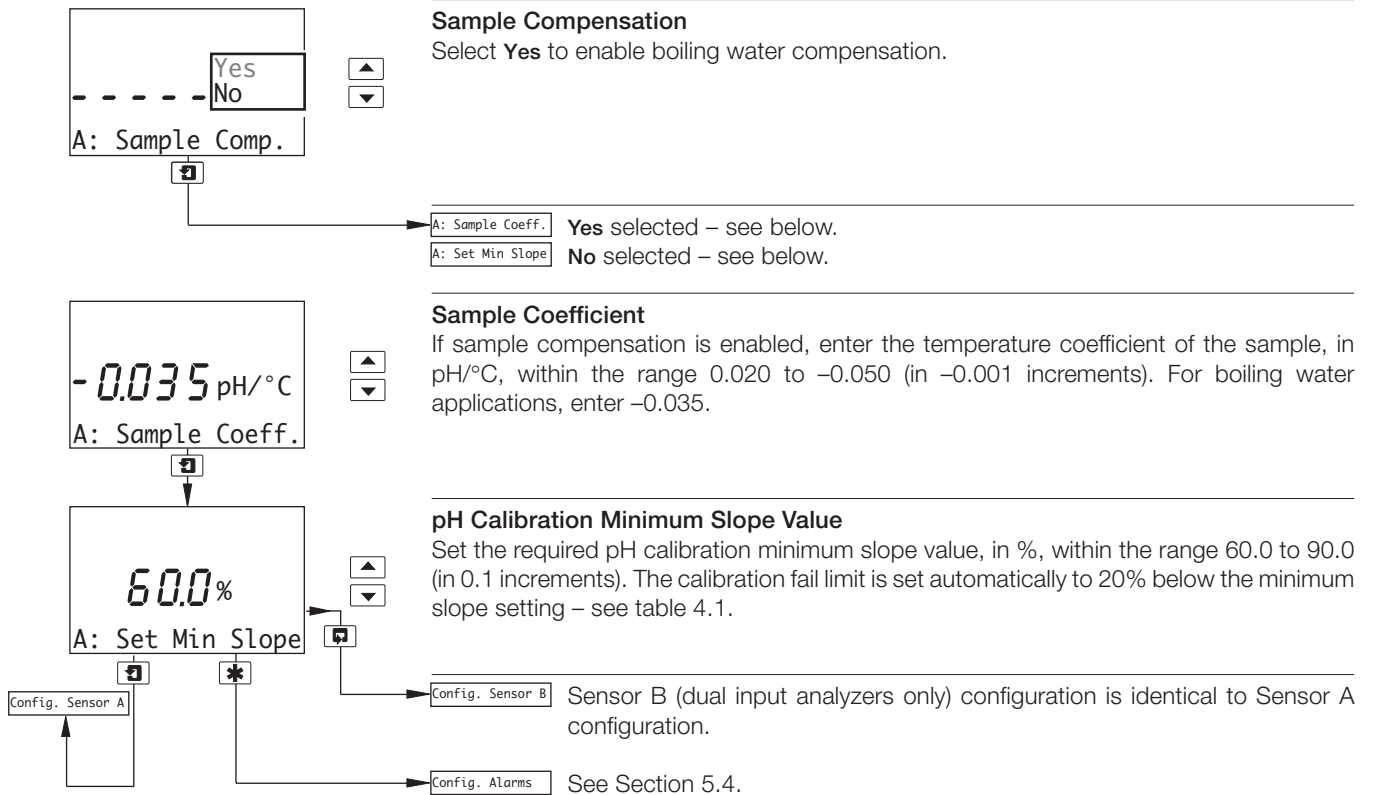 Sample Compensation
Select Yes to enable boiling water compensation.
Yes
No
- - - - -
A: Sample Comp.
A: Sample Coeff. Yes selected – see below.
A: Set Min Slope No selected – see below.
Sample Coefficient
If sample compensation is enabled, enter the temperature coefficient of the sample, in
pH/°C, within the range 0.020 to –0.050 (in –0.001 increments). For boiling water
applications, enter –0.035.
-0.035 pH/°C
A: Sample Coeff.
pH Calibration Minimum Slope Value
Set the required pH calibration minimum slope value, in %, within the range 60.0 to 90.0
(in 0.1 increments). The calibration fail limit is set automatically to 20% below the minimum
slope setting – see table 4.1.
60.0 %
A: Set Min Slope
Config. Sensor A
Config. Sensor B Sensor B (dual input analyzers only) configuration is identical to Sensor A
configuration.
Config. Alarms See Section 5.4.